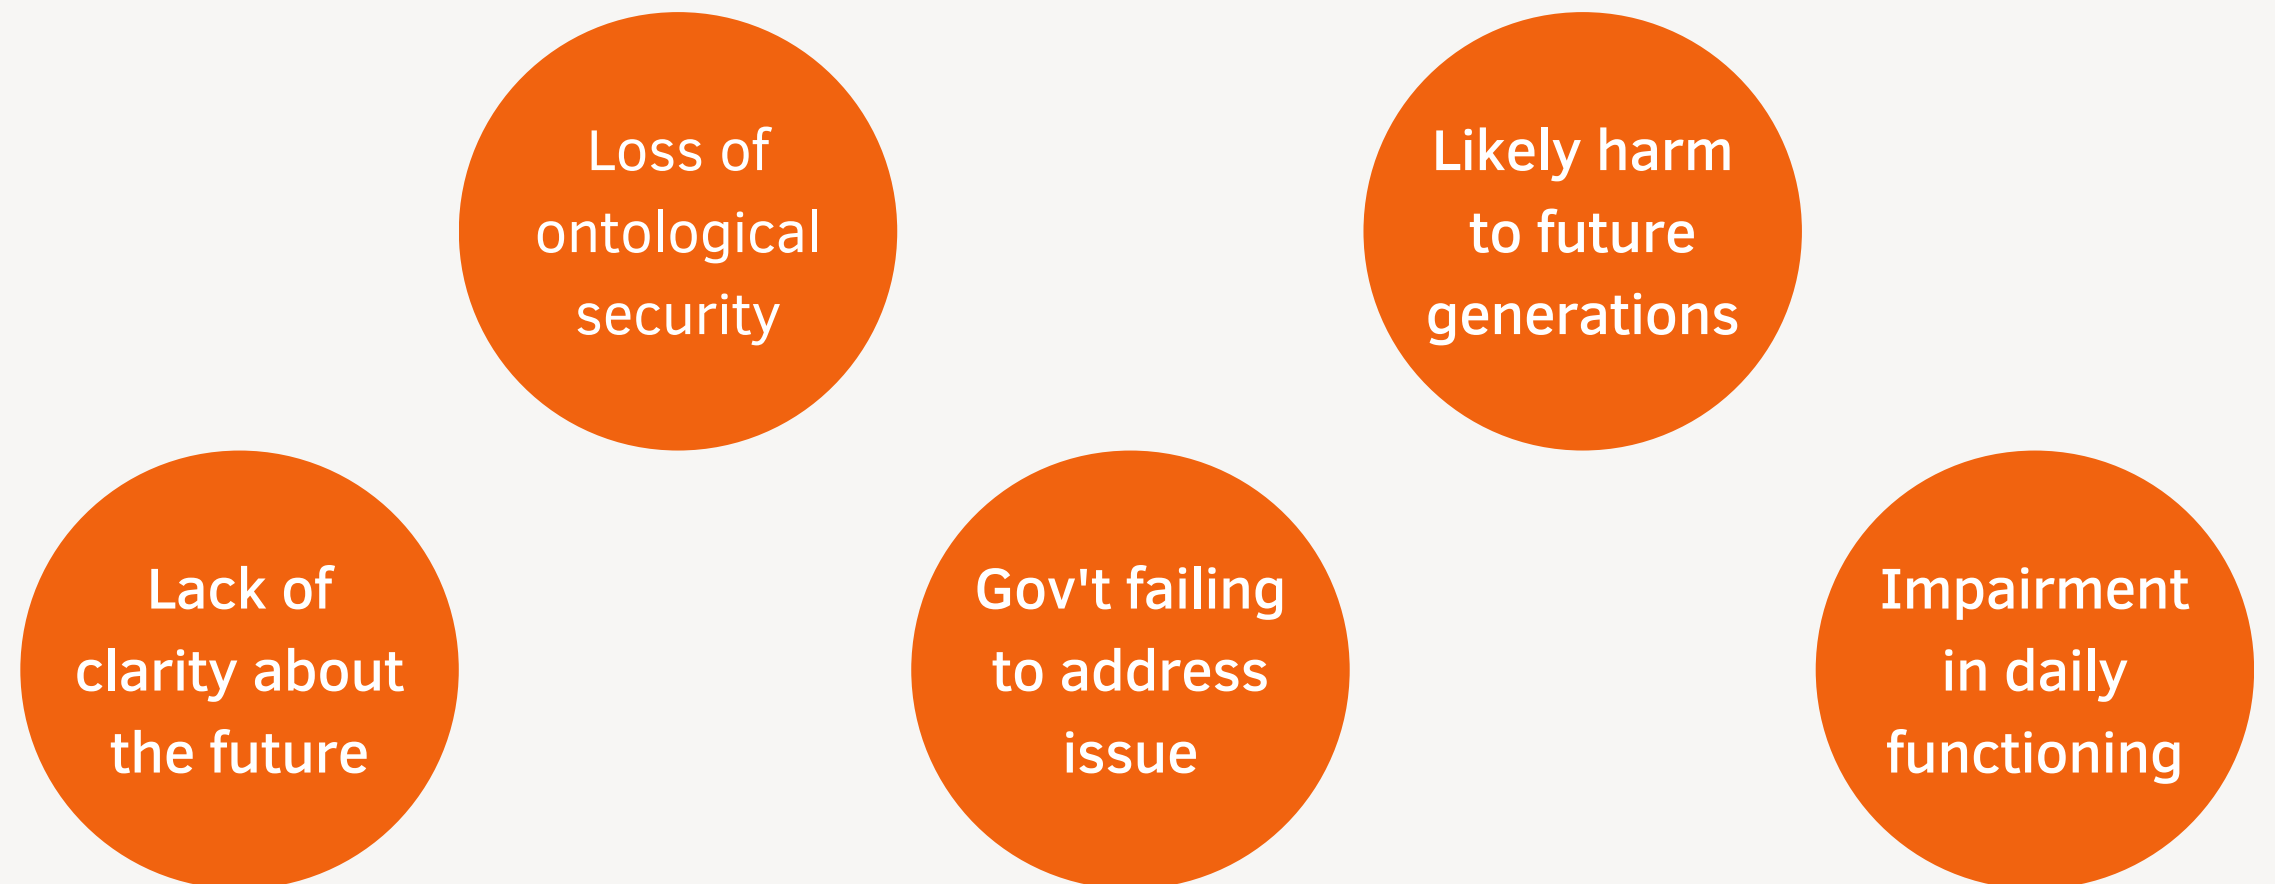 Loss of
ontological
security
Likely harm
to future
generations
Lack of
clarity about
the future
Gov't failing
to address
issue
Impairment
in daily
functioning